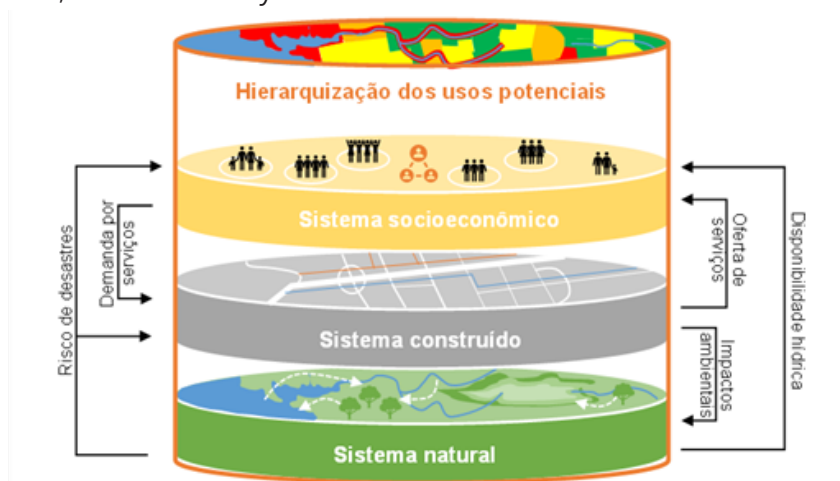 Hierarquização dos usos potenciais
Sistema socioeconômico
Sistema construído
Sistema natural
Risco de desastres
Demanda por
serviços
Oferta de
serviços
Impactos
ambientais
Disponibilidade hídrica